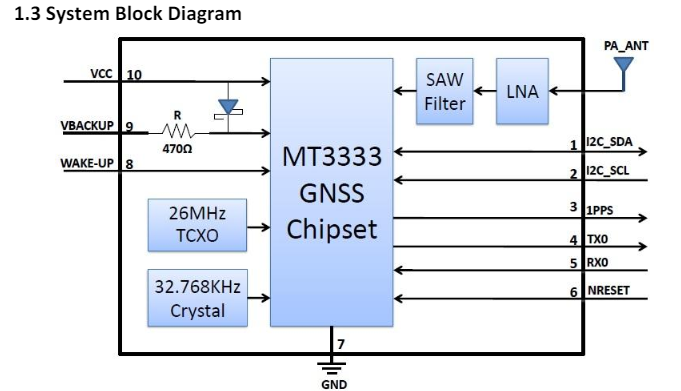 1.3 System Block Diagram
PA_ANT
VCC 10
SAW
Filter
LNA
R
VBACKUP 9
470Ω
WAKE-UP 8
MT3333
GNSS
Chipset
1 I2C_SDA
2 I2C_SCL
3 1PPS
4 TX0
5 RX0
6 NRESET
26MHz
TCXO
32.768KHz
Crystal
7
GND